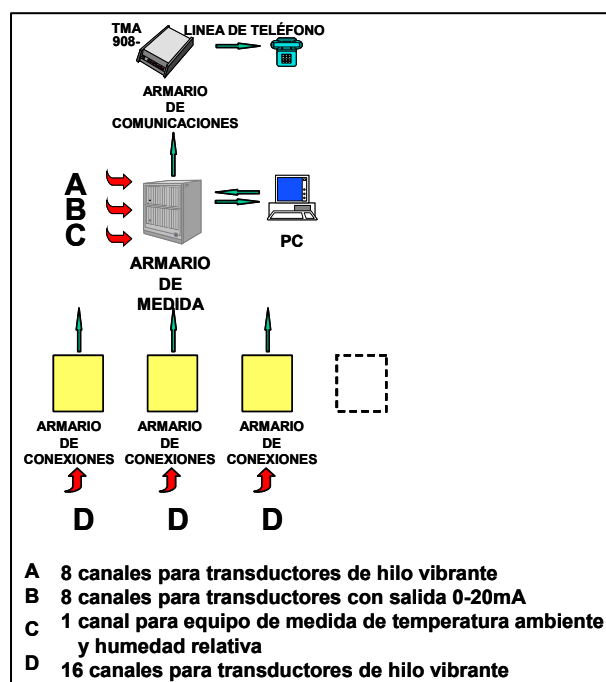 TMA
908-
LINEA DE TELÉFONO
ARMARIO
DE
COMUNICACIONES
A
B
C
PC
ARMARIO
DE
MEDIDA
ARMARIO
DE
CONEXIONES
ARMARIO
DE
CONEXIONES
ARMARIO
DE
CONEXIONES
D
D
D
A 8 canales para transductores de hilo vibrante
B 8 canales para transductores con salida 0-20mA
C 1 canal para equipo de medida de temperatura ambiente
y humedad relativa
D 16 canales para transductores de hilo vibrante